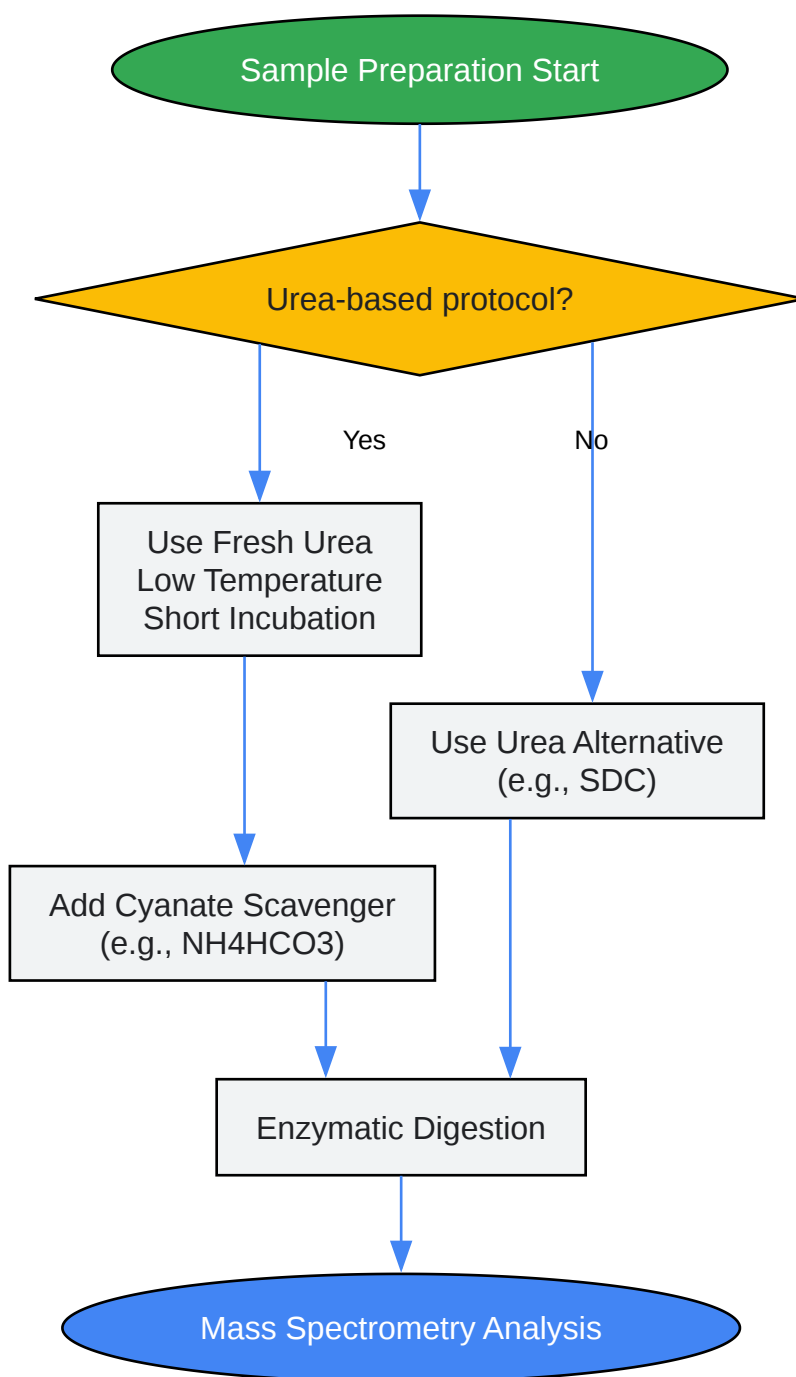 Sample Preparation Start
Urea-based protocol?
Yes
No
Use Fresh Urea
Low Temperature
Short Incubation
Use Urea Alternative
(e.g., SDC)
Add Cyanate Scavenger
(e.g., NH4HCO3)
Enzymatic Digestion
Mass Spectrometry Analysis